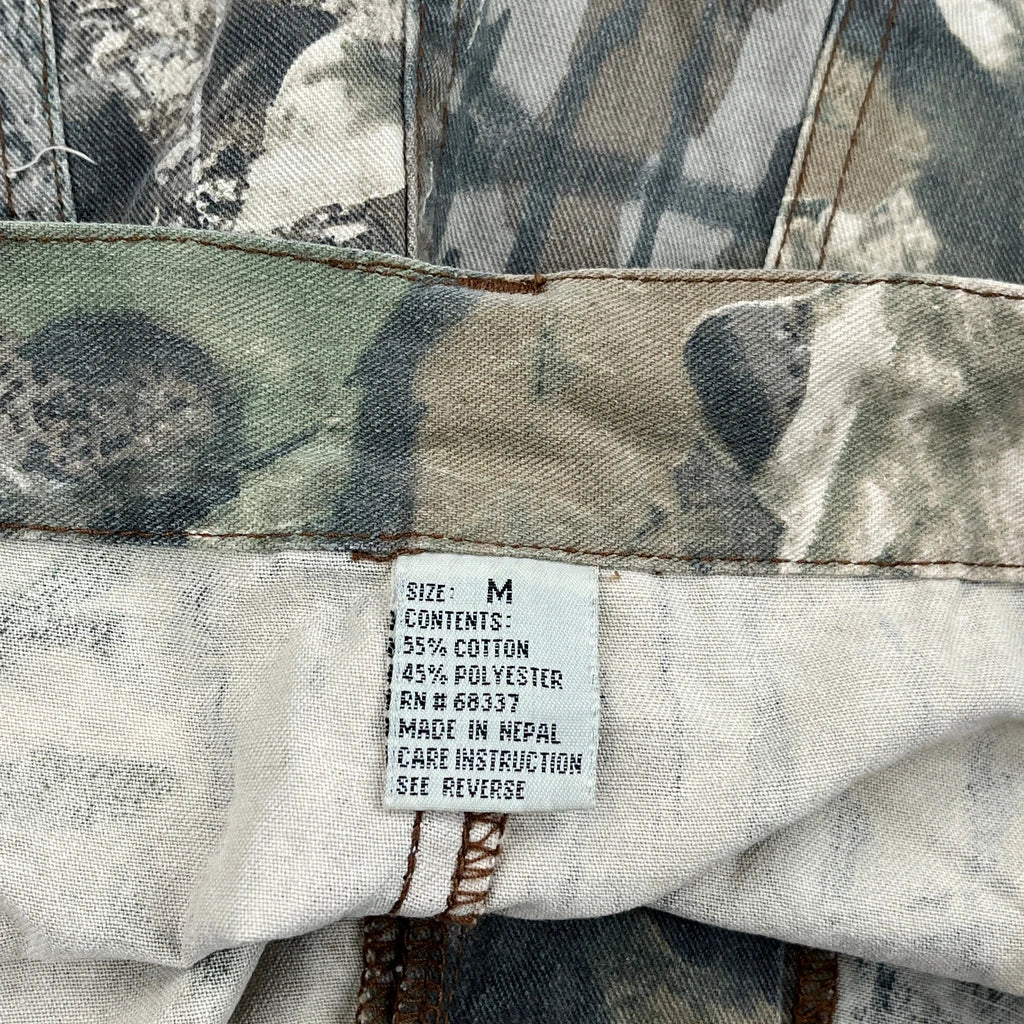 SIZE: M
CONTENTS:
55% COTTON
45% POLYESTER
RN # 68337
MADE IN NEPAL
CARE INSTRUCTION
SEE REVERSE